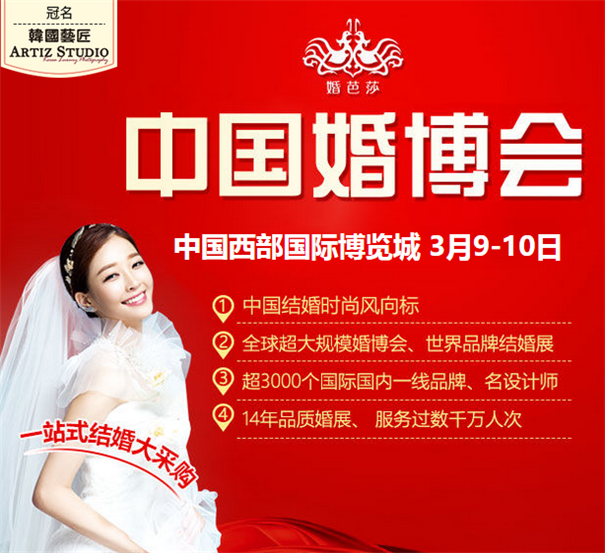 冠名
韓國藝匠
ARTIZ STUDIO
Korea Luxury Photography
婚芭莎
中国婚博会
中国西部国际博览城 3月9-10日
1 中国结婚时尚风向标
2 全球超大规模婚博会、世界品牌结婚展
3 超3000个国际国内一线品牌、名设计师
4 14年品质婚展、服务过数千万人次
一站式结婚大采购